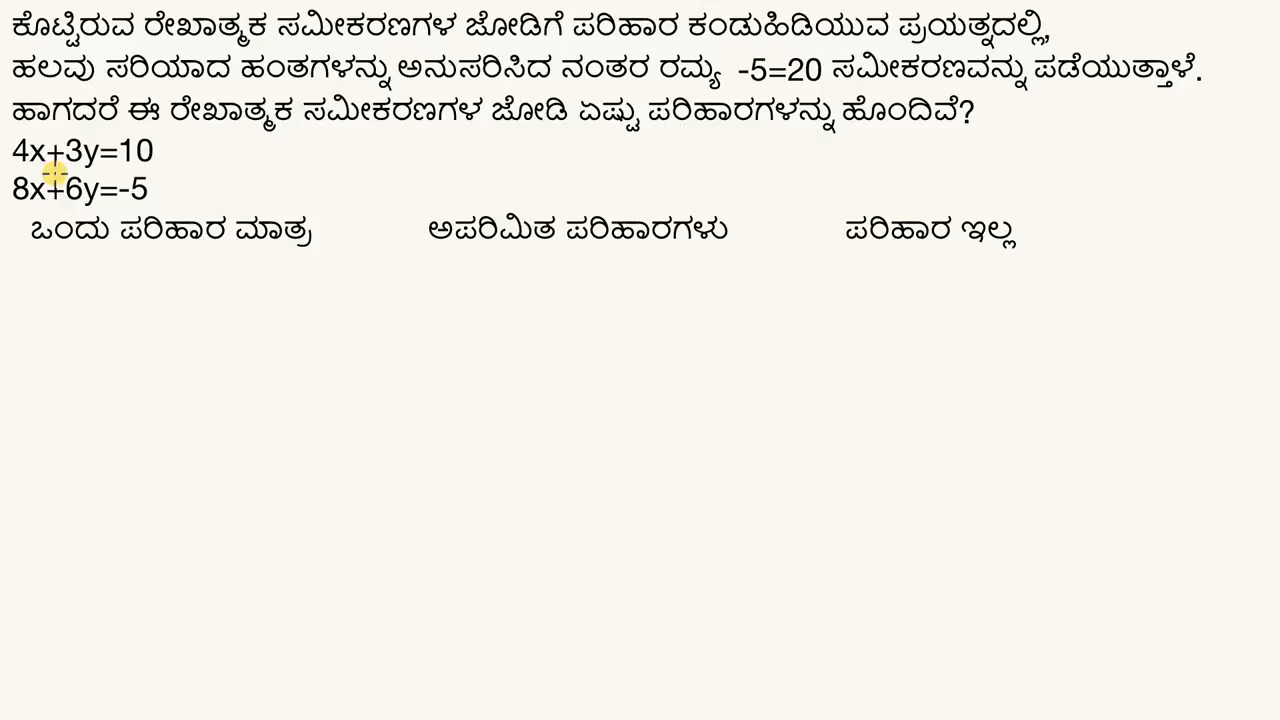 ಕೊಟ್ಟಿರುವ ರೇಖಾತ್ಮಕ ಸಮೀಕರಣಗಳ ಜೋಡಿಗೆ ಪರಿಹಾರ ಕಂಡುಹಿಡಿಯುವ ಪ್ರಯತ್ನದಲ್ಲಿ,
ಹಲವು ಸರಿಯಾದ ಹಂತಗಳನ್ನು ಅನುಸರಿಸಿದ ನಂತರ ರಮ್ಯ -5=20 ಸಮೀಕರಣವನ್ನು ಪಡೆಯುತ್ತಾಳೆ.
ಹಾಗದರೆ ಈ ರೇಖಾತ್ಮಕ ಸಮೀಕರಣಗಳ ಜೋಡಿ ಏಷ್ಟು ಪರಿಹಾರಗಳನ್ನು ಹೊಂದಿವೆ?
4x+3y=10
8x+6y=-5
ಒಂದು ಪರಿಹಾರ ಮಾತ್ರ ಅಪರಿಮಿತ ಪರಿಹಾರಗಳು ಪರಿಹಾರ ಇಲ್ಲ